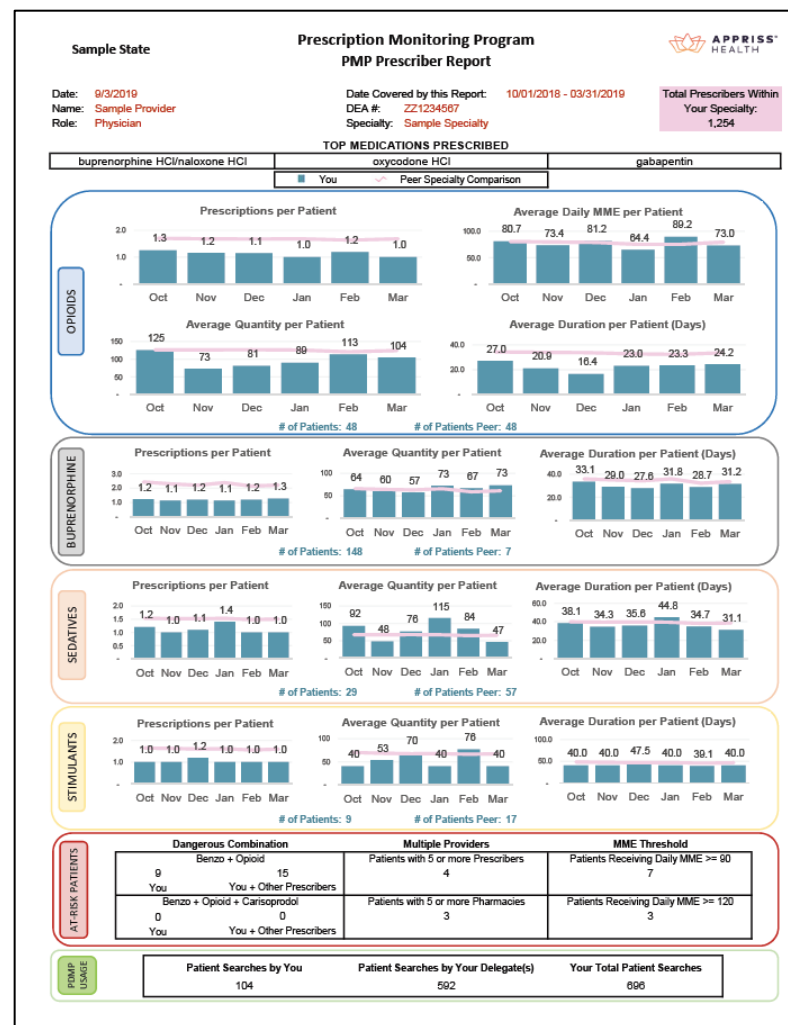 Sample State
Prescription Monitoring Program
PMP Prescriber Report
APPRISS
HEALTH
Date: 9/3/2019
Name: Sample Provider
Role: Physician
Date Covered by this Report: 10/01/2018 - 03/31/2019
DEA #: ZZ1234567
Specialty: Sample Specialty
Total Prescribers Within
Your Specialty:
1,254
TOP MEDICATIONS PRESCRIBED
buprenorphine HCl/naloxone HCl oxycodone HCl gabapentin
You Peer Specialty Comparison
OPIOIDS
Prescriptions per Patient
2.0
1.0
-
1.3 1.2 1.1 1.0 1.2 1.0
Oct Nov Dec Jan Feb Mar
Average Daily MME per Patient
100.0
50.0
-
80.7 73.4 81.2 64.4 89.2 73.0
Oct Nov Dec Jan Feb Mar
Average Quantity per Patient
150
100
50
-
125 73 81 89 113 104
Oct Nov Dec Jan Feb Mar
Average Duration per Patient (Days)
40.0
20.0
-
27.0 20.9 16.4 23.0 23.3 24.2
Oct Nov Dec Jan Feb Mar
# of Patients: 48 # of Patients Peer: 48
BUPRENORPHINE
Prescriptions per Patient
3.0
2.0
1.0
-
1.2 1.1 1.2 1.1 1.2 1.3
Oct Nov Dec Jan Feb Mar
Average Quantity per Patient
100
50
-
64 60 57 73 67 73
Oct Nov Dec Jan Feb Mar
Average Duration per Patient (Days)
40.0
20.0
-
33.1 29.0 27.6 31.8 28.7 31.2
Oct Nov Dec Jan Feb Mar
# of Patients: 148 # of Patients Peer: 7
SEDATIVES
Prescriptions per Patient
2.0
1.5
1.0
0.5
-
1.2 1.0 1.1 1.4 1.0 1.0
Oct Nov Dec Jan Feb Mar
Average Quantity per Patient
150
100
50
-
92 48 76 115 84 47
Oct Nov Dec Jan Feb Mar
Average Duration per Patient (Days)
60.0
40.0
20.0
-
38.1 34.3 35.6 44.8 34.7 31.1
Oct Nov Dec Jan Feb Mar
# of Patients: 29 # of Patients Peer: 57
STIMULANTS
Prescriptions per Patient
2.0
1.0
-
1.0 1.0 1.2 1.0 1.0 1.0
Oct Nov Dec Jan Feb Mar
Average Quantity per Patient
100
50
-
40 53 70 40 76 40
Oct Nov Dec Jan Feb Mar
Average Duration per Patient (Days)
100.0
50.0
-
40.0 40.0 47.5 40.0 39.1 40.0
Oct Nov Dec Jan Feb Mar
# of Patients: 9 # of Patients Peer: 17
AT-RISK PATIENTS
Dangerous Combination Multiple Providers MME Threshold
Benzo + Opioid Patients with 5 or more Prescribers Patients Receiving Daily MME >= 90
9 15 4 7
You You + Other Prescribers
Benzo + Opioid + Carisoprodol Patients with 5 or more Pharmacies Patients Receiving Daily MME >= 120
0 0 3 3
You You + Other Prescribers
PDMP
USAGE
Patient Searches by You Patient Searches by Your Delegate(s) Your Total Patient Searches
104 592 696